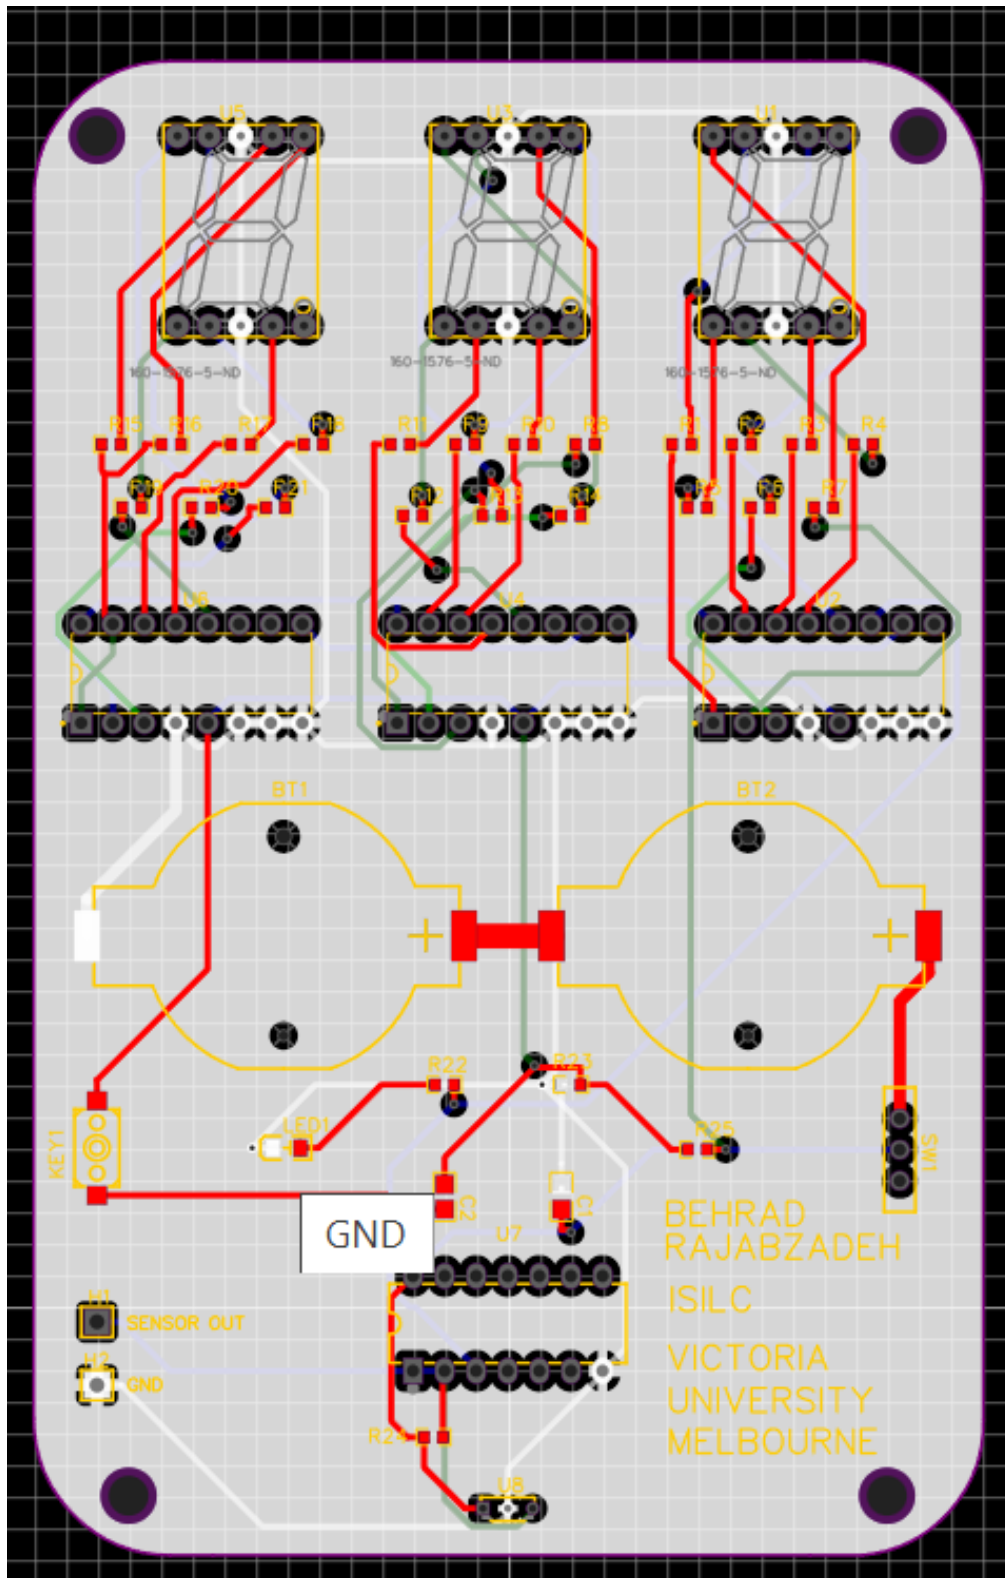 U5
U3
U1
160-1576-5-ND
160-1576-5-ND
160-1576-5-ND
R15
R16
R17
R18
R11
R9
R10
R8
R1
R2
R3
R4
R19
R20
R21
R12
R13
R14
R5
R6
R7
U6
U4
U2
BT1
BT2
+
+
R22
R23
LED1
R25
KEY1
SW1
C2
C1
GND
U7
BEHRAD
RAJABZADEH
ISILC
VICTORIA
UNIVERSITY
MELBOURNE
H1
SENSOR OUT
H2
GND
R24
U8